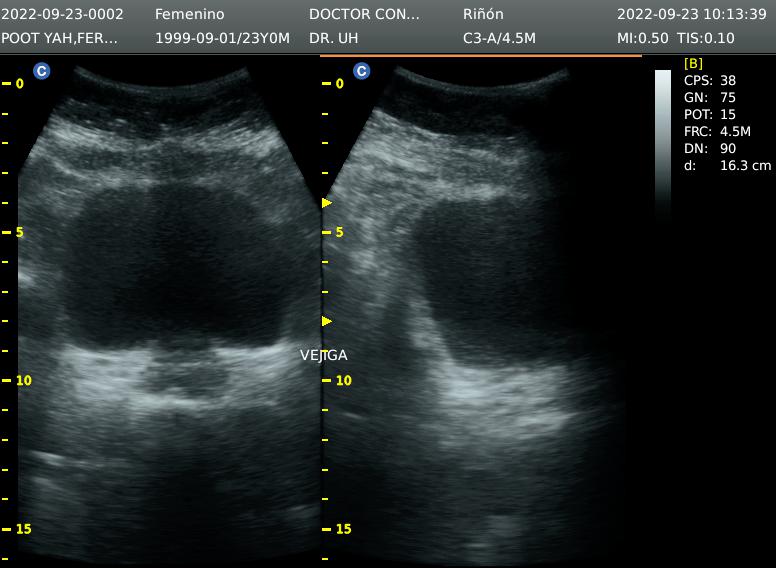 2022-09-23-0002 Femenino DOCTOR CON... Riñón 2022-09-23 10:13:39
POOT YAH,FER... 1999-09-01/23Y0M DR. UH C3-A/4.5M MI:0.50 TIS:0.10
C C [B]
0 0 CPS: 38
GN: 75
POT: 15
FRC: 4.5M
DN: 90
d: 16.3 cm
5 5
VEJIGA
10 10
15 15